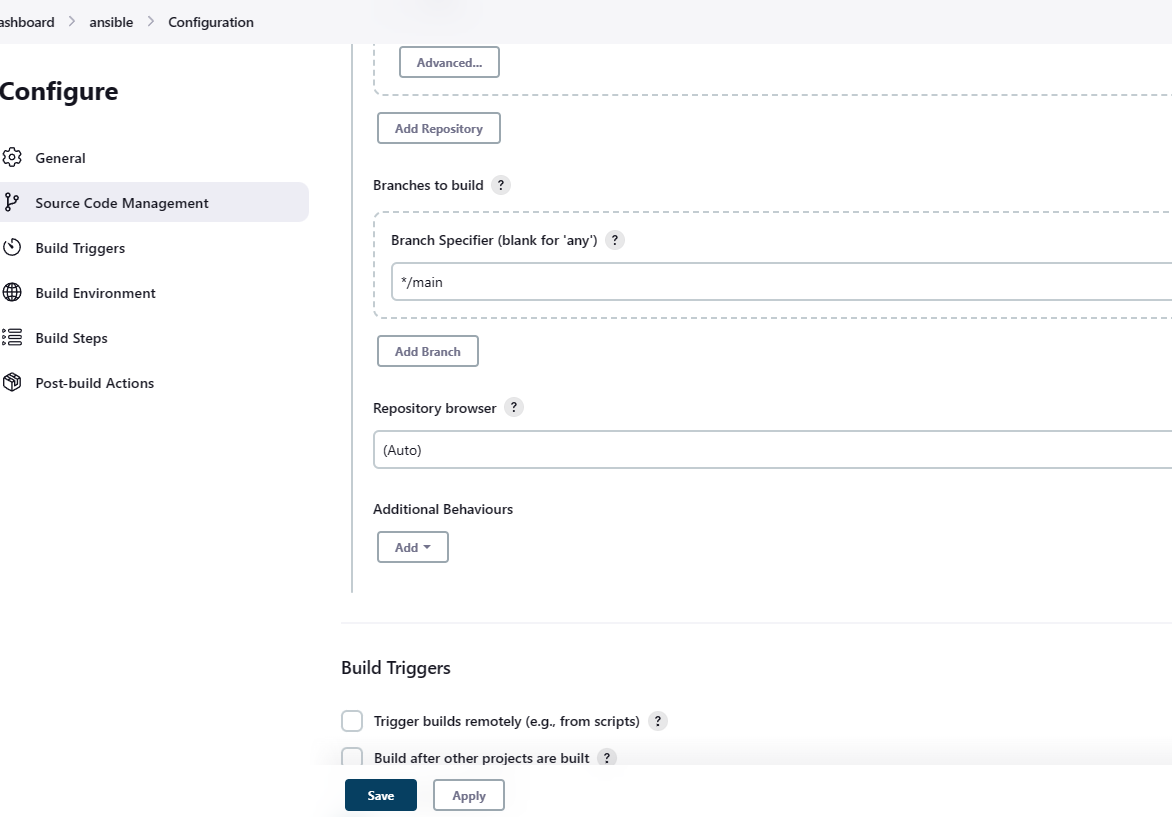 ashboard > ansible > Configuration
Configure
General
Source Code Management
Build Triggers
Build Environment
Build Steps
Post-build Actions
Advanced...
Add Repository
Branches to build ?
Branch Specifier (blank for 'any') ?
*/main
Add Branch
Repository browser ?
(Auto)
Additional Behaviours
Add
Build Triggers
Trigger builds remotely (e.g., from scripts) ?
Build after other projects are built ?
Save
Apply